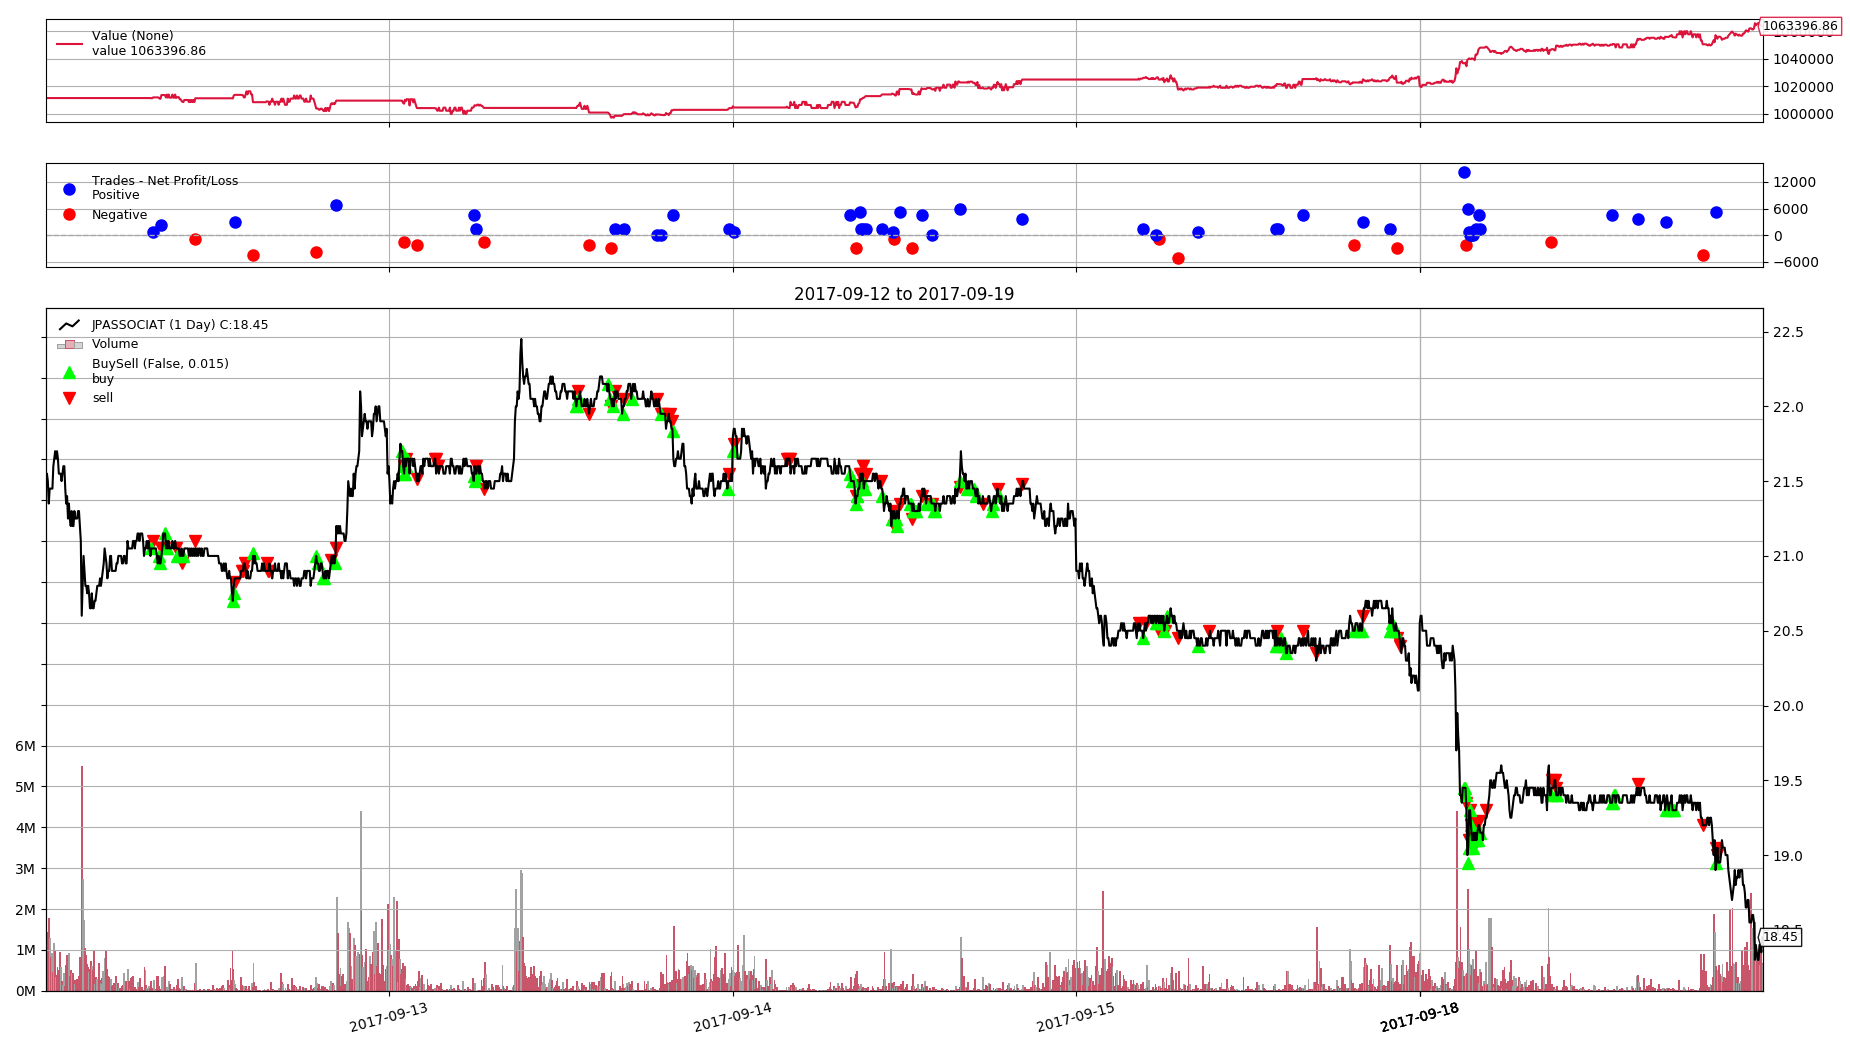 Value (None)
value 1063396.86
1063396.86
1040000
1020000
1000000
Trades - Net Profit/Loss
Positive
Negative
12000
6000
0
−6000
2017-09-12 to 2017-09-19
JPASSOCIAT (1 Day) C:18.45
Volume
BuySell (False, 0.015)
buy
sell
22.5
22.0
21.5
21.0
20.5
20.0
19.5
19.0
18.45
6M
5M
4M
3M
2M
1M
0M
2017-09-13
2017-09-14
2017-09-15
2017-09-18